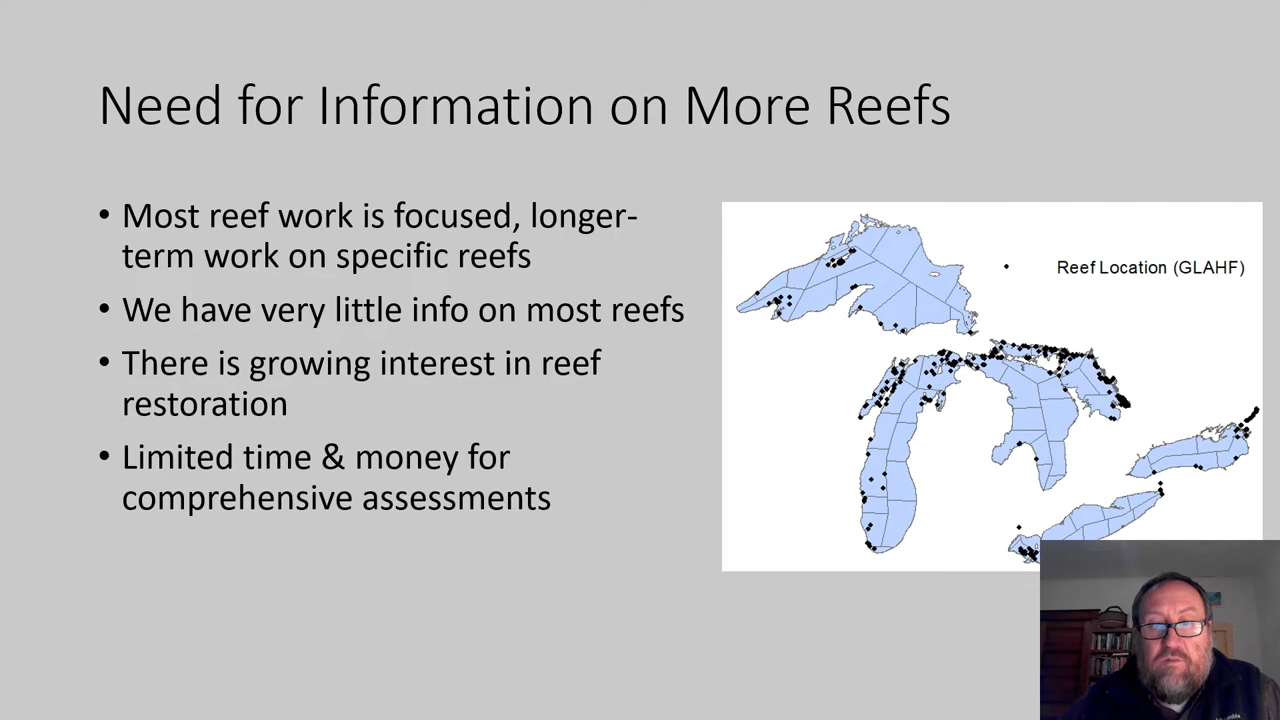 Need for Information on More Reefs
• Most reef work is focused, longer-
term work on specific reefs
• We have very little info on most reefs
• There is growing interest in reef
restoration
• Limited time & money for
comprehensive assessments
Reef Location (GLAHF)